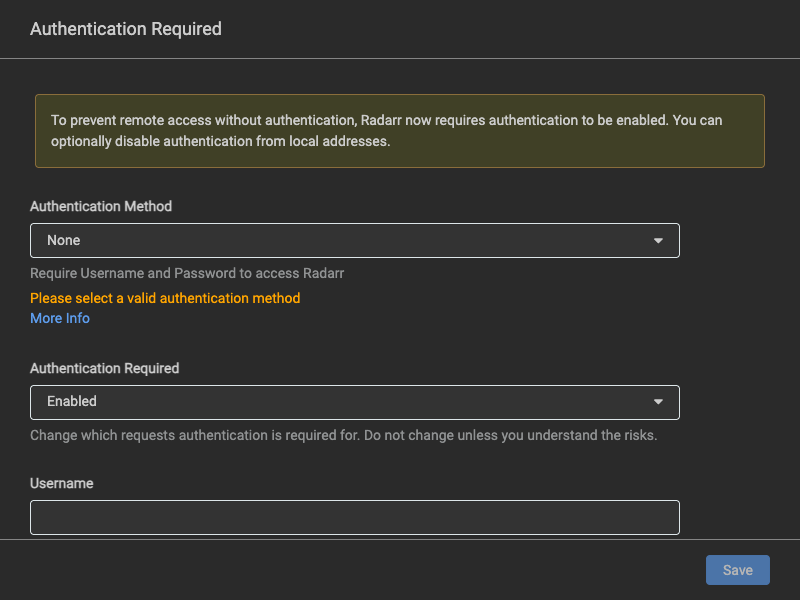 Authentication Required
To prevent remote access without authentication, Radarr now requires authentication to be enabled. You can
optionally disable authentication from local addresses.
Authentication Method
None
Require Username and Password to access Radarr
Please select a valid authentication method
More Info
Authentication Required
Enabled
Change which requests authentication is required for. Do not change unless you understand the risks.
Username
Save